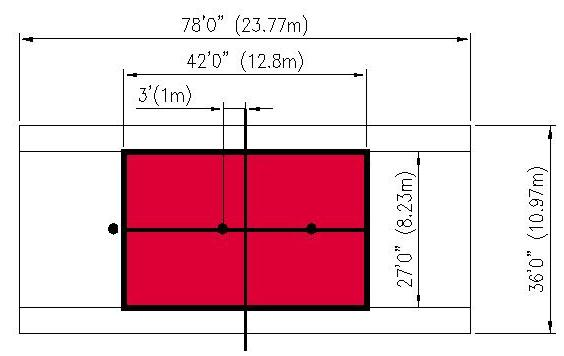 78'0" (23.77m)
42'0" (12.8m)
3'(1m)
27'0" (8.23m)
36'0" (10.97m)